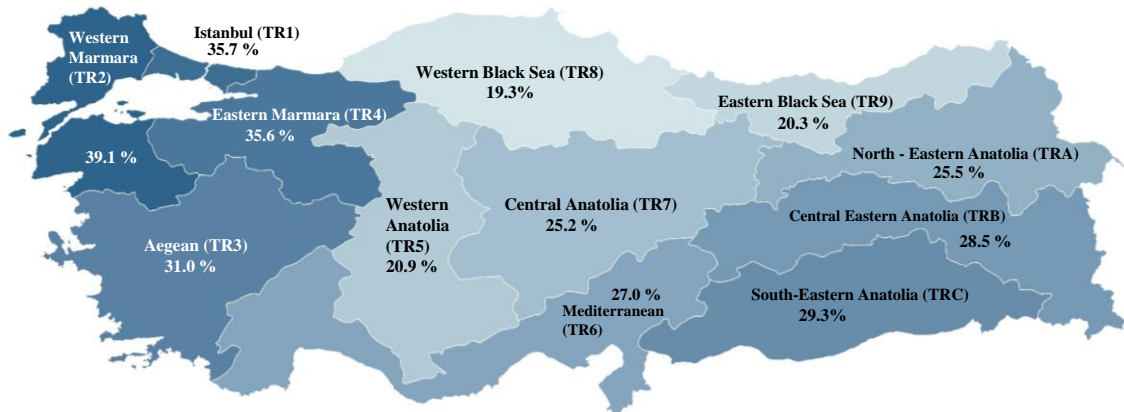 Western
Marmara
(TR2)
Istanbul (TR1)
35.7 %
Western Black Sea (TR8)
19.3%
Eastern Black Sea (TR9)
20.3 %
Eastern Marmara (TR4)
35.6 %
39.1 %
North - Eastern Anatolia (TRA)
25.5 %
Western
Anatolia
(TR5)
20.9 %
Central Anatolia (TR7)
25.2 %
Central Eastern Anatolia (TRB)
28.5 %
Aegean (TR3)
31.0 %
27.0 %
Mediterranean
(TR6)
South-Eastern Anatolia (TRC)
29.3%